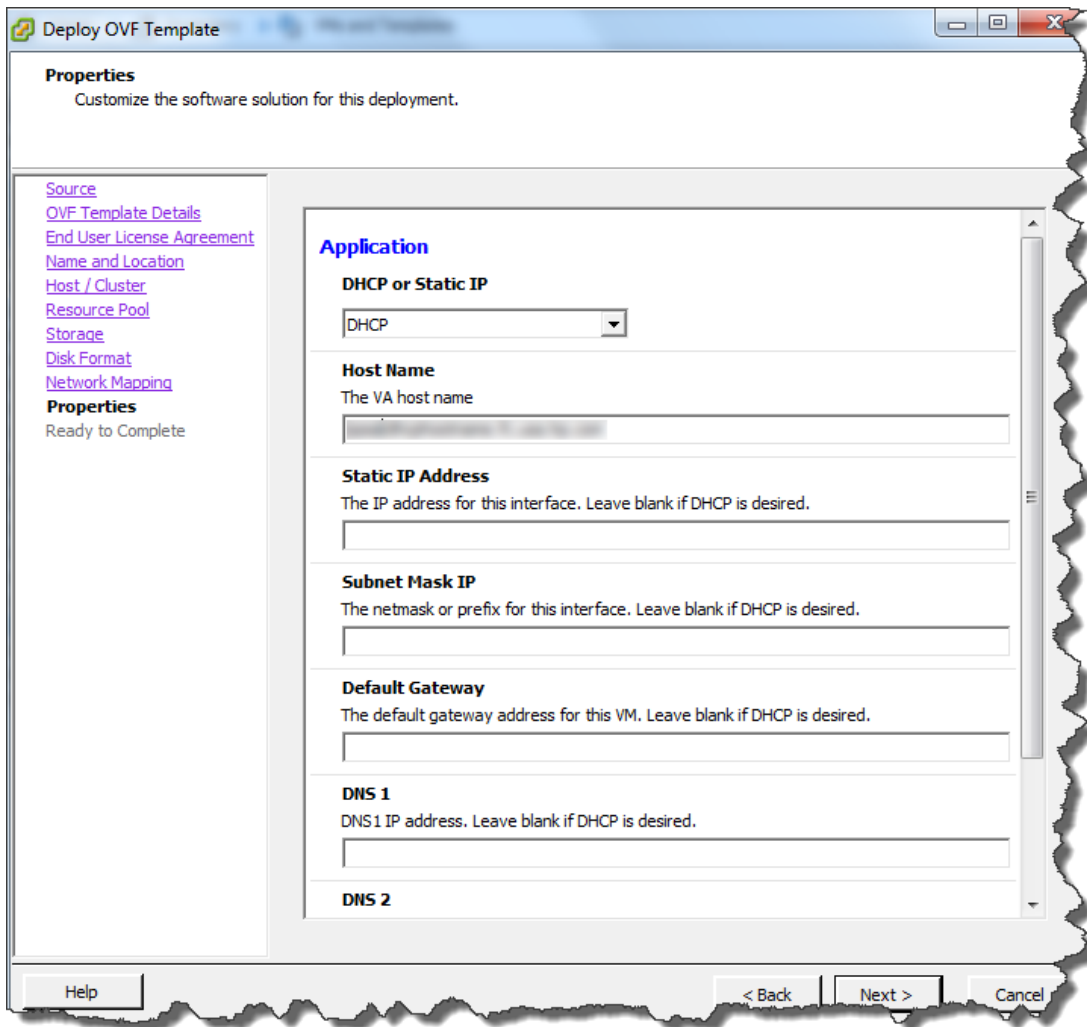 Deploy OVF Template
Properties
Customize the software solution for this deployment.
Source
OVF Template Details
End User License Agreement
Name and Location
Host / Cluster
Resource Pool
Storage
Disk Format
Network Mapping
Properties
Ready to Complete
Application
DHCP or Static IP
DHCP
Host Name
The VA host name
Static IP Address
The IP address for this interface. Leave blank if DHCP is desired.
Subnet Mask IP
The netmask or prefix for this interface. Leave blank if DHCP is desired.
Default Gateway
The default gateway address for this VM. Leave blank if DHCP is desired.
DNS 1
DNS1 IP address. Leave blank if DHCP is desired.
DNS 2
Help
< Back
Next >
Cancel